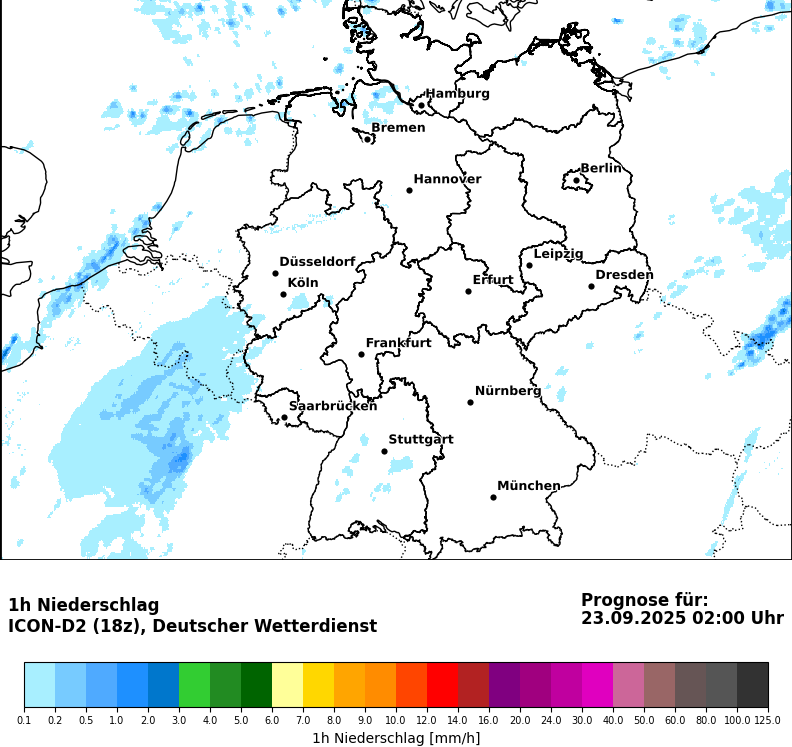 Hamburg
Bremen
Berlin
Hannover
Leipzig
Düsseldorf
Dresden
Köln
Erfurt
Frankfurt
Nürnberg
Saarbrücken
Stuttgart
München
1h Niederschlag
ICON-D2 (18z), Deutscher Wetterdienst
Prognose für:
23.09.2025 02:00 Uhr
0.1 0.2 0.5 1.0 2.0 3.0 4.0 5.0 6.0 7.0 8.0 9.0 10.0 12.0 14.0 16.0 20.0 24.0 30.0 40.0 50.0 60.0 80.0 100.0 125.0
1h Niederschlag [mm/h]